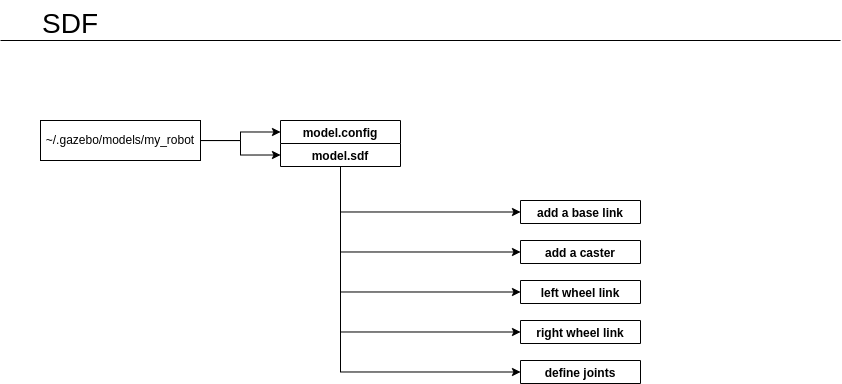 SDF
~/.gazebo/models/my_robot
model.config
model.sdf
add a base link
add a caster
left wheel link
right wheel link
define joints